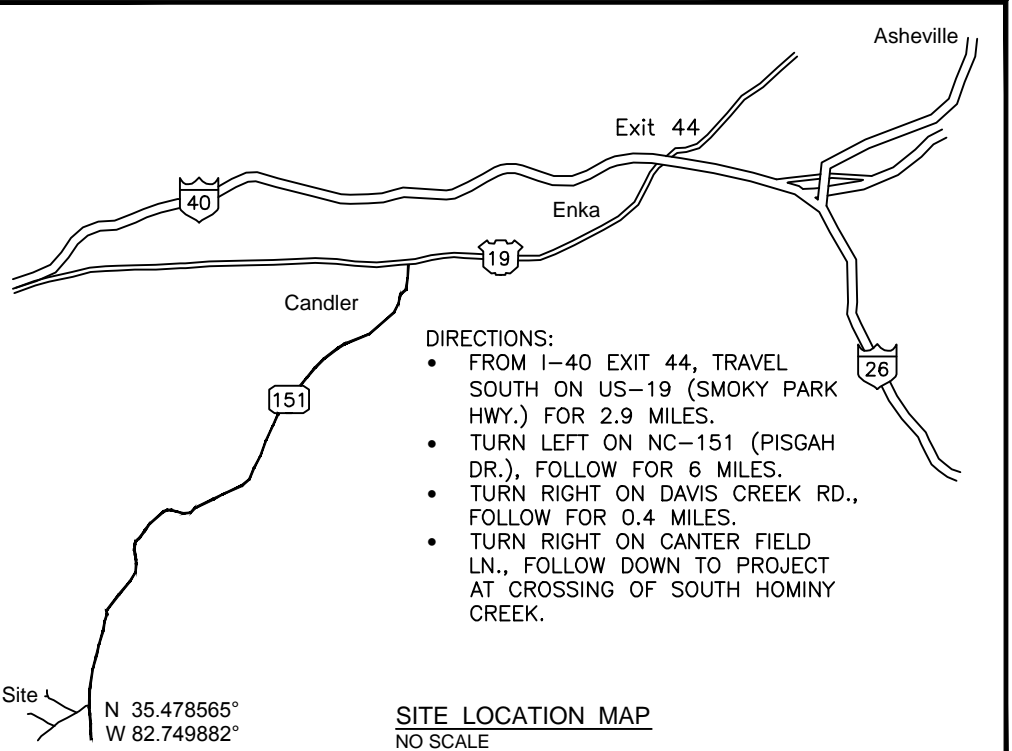 Asheville
Exit 44
40
Enka
19
Candler
DIRECTIONS:
• FROM I-40 EXIT 44, TRAVEL
SOUTH ON US-19 (SMOKY PARK
HWY.) FOR 2.9 MILES.
26
• TURN LEFT ON NC-151 (PISGAH
DR.), FOLLOW FOR 6 MILES.
151
• TURN RIGHT ON DAVIS CREEK RD.,
FOLLOW FOR 0.4 MILES.
• TURN RIGHT ON CANTER FIELD
LN., FOLLOW DOWN TO PROJECT
AT CROSSING OF SOUTH HOMINY
CREEK.
Site
N 35.478565°
W 82.749882°
SITE LOCATION MAP
NO SCALE